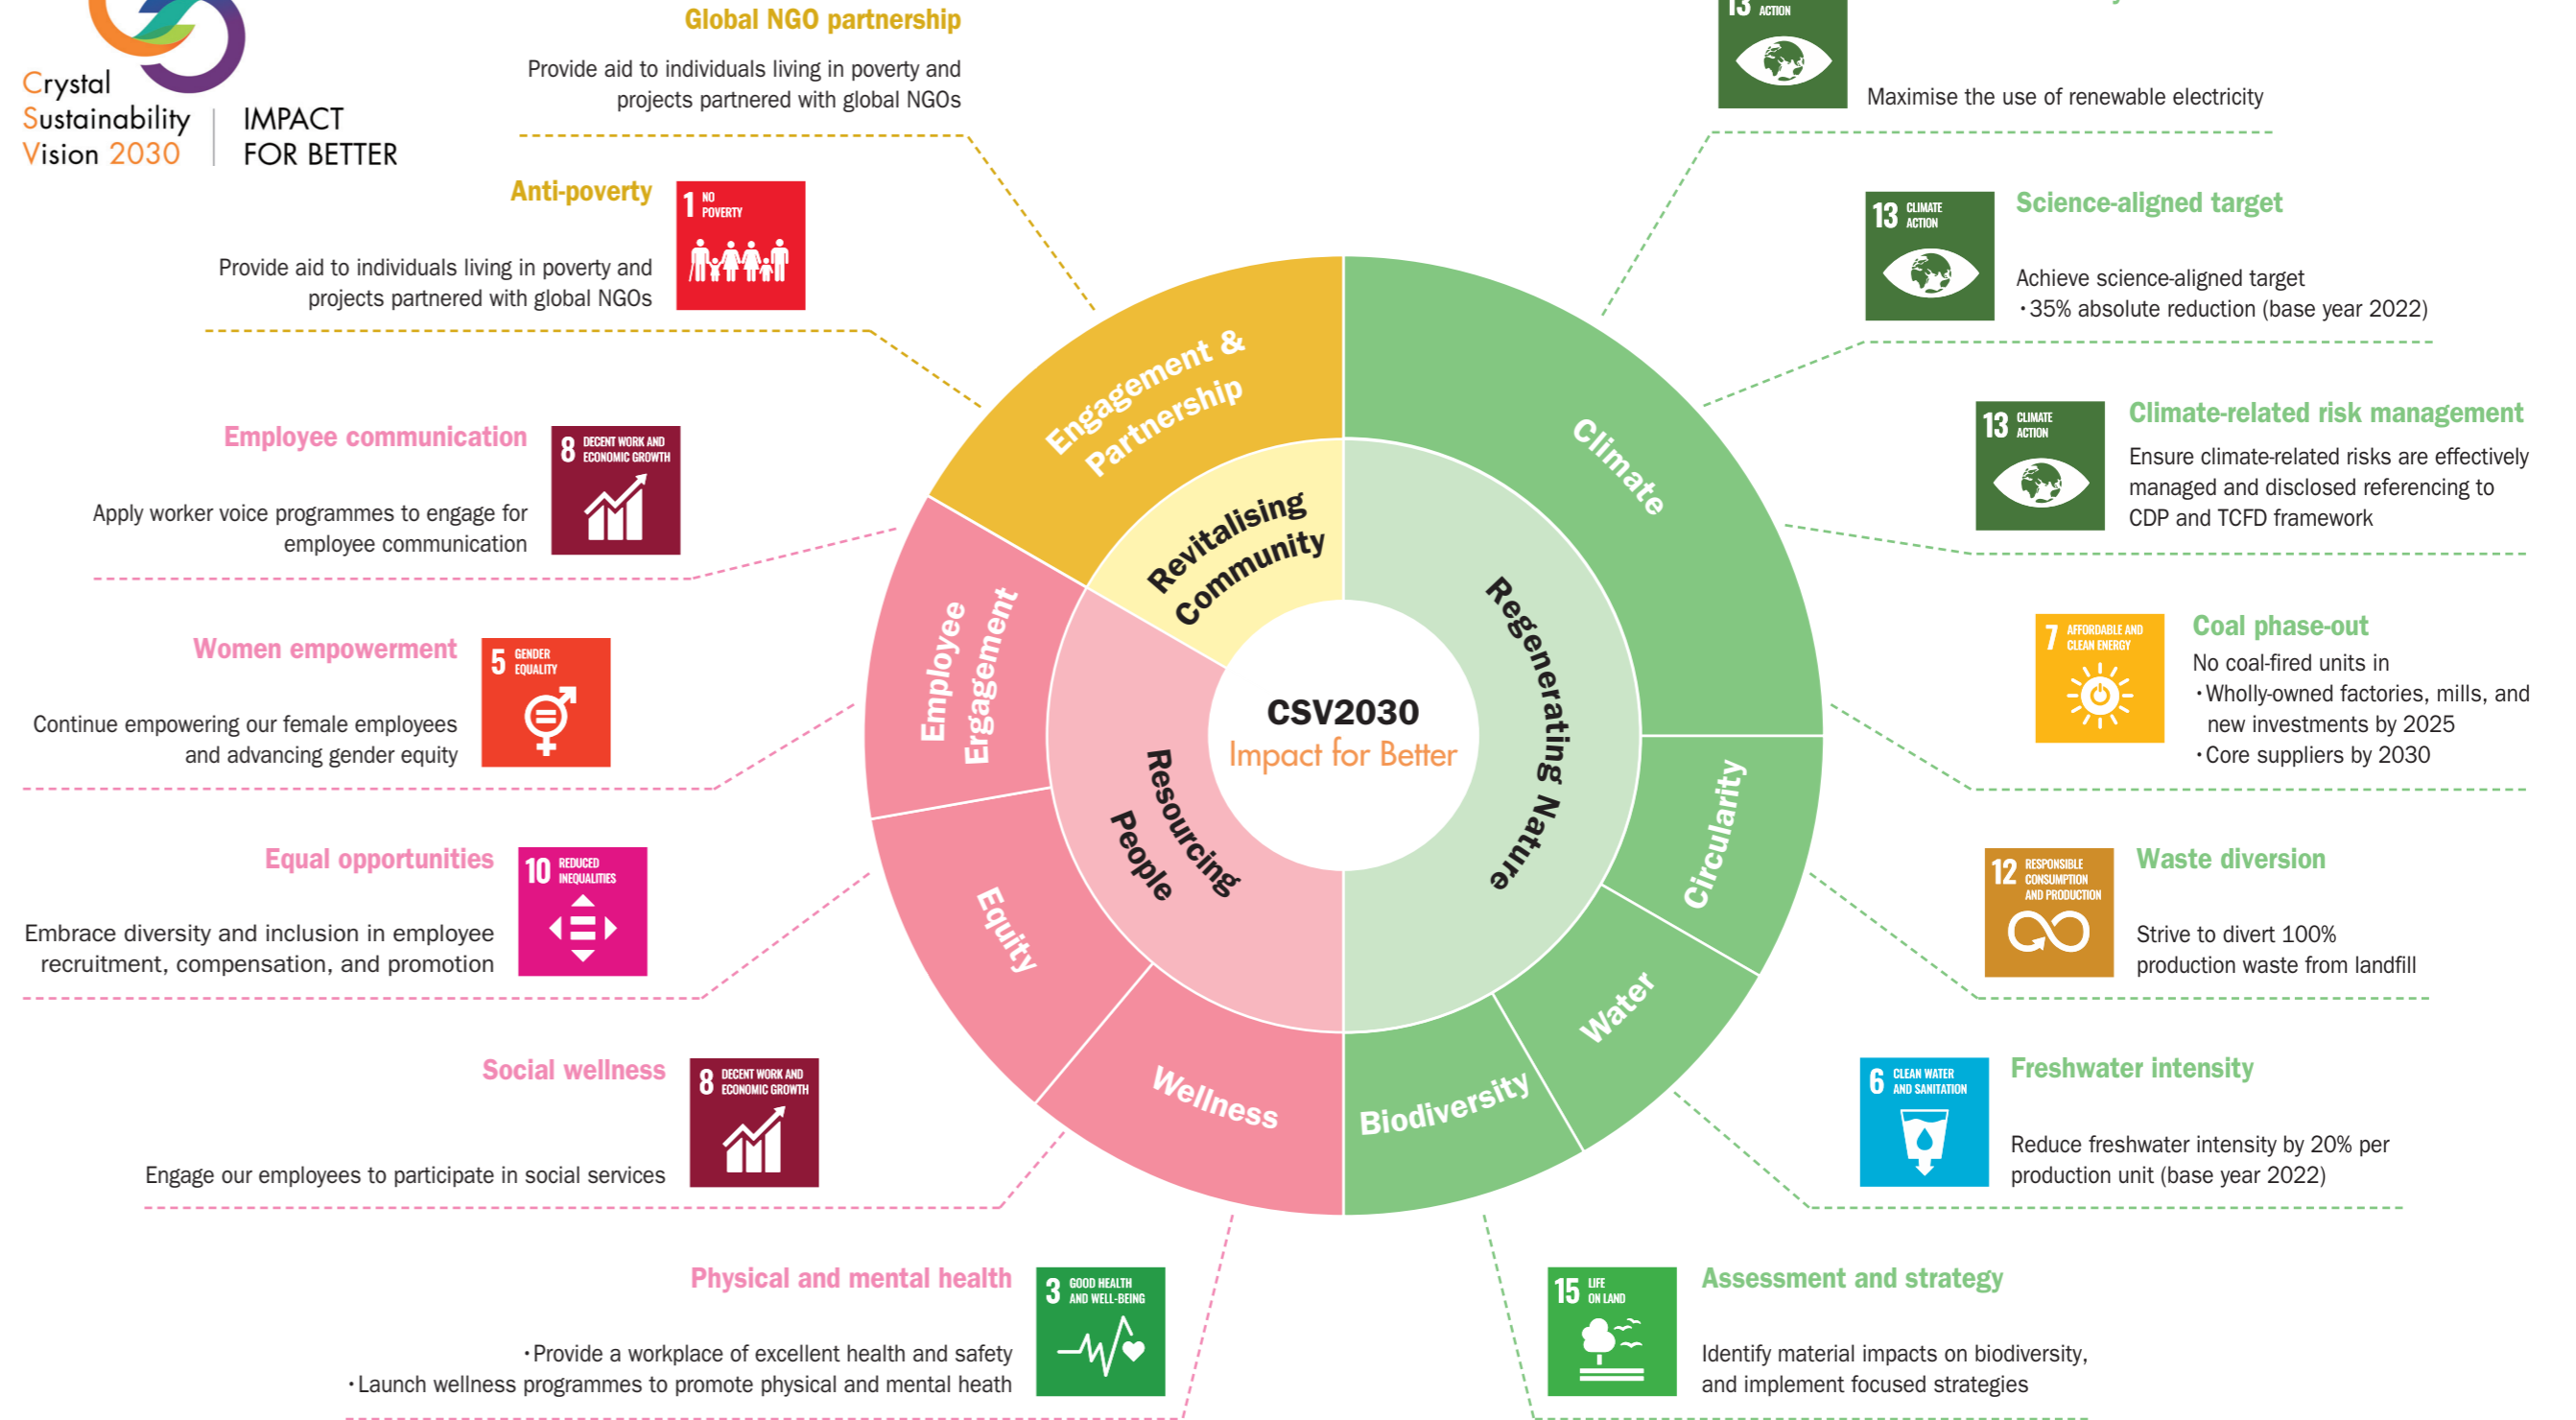 Crystal
Sustainability
Vision 2030
IMPACT
FOR BETTER
Global NGO partnership
Provide aid to individuals living in poverty and
projects partnered with global NGOs
Anti-poverty
1 NO
POVERTY
Provide aid to individuals living in poverty and
projects partnered with global NGOs
Employee communication
8 DECENT WORK AND
ECONOMIC GROWTH
Apply worker voice programmes to engage for
employee communication
Women empowerment
5 GENDER
EQUALITY
Continue empowering our female employees
and advancing gender equity
Equal opportunities
10 REDUCED
INEQUALITIES
Embrace diversity and inclusion in employee
recruitment, compensation, and promotion
Social wellness
8 DECENT WORK AND
ECONOMIC GROWTH
Engage our employees to participate in social services
Physical and mental health
3 GOOD HEALTH
AND WELL-BEING
·Provide a workplace of excellent health and safety
·Launch wellness programmes to promote physical and mental heath
Engagement &
Partnership
Revitalising
Community
Employee
Ergagement
Equity
Wellness
Resourcing
People
CSV2030
Impact for Better
Regenerating Nature
Climate
Circularity
Water
Biodiversity
13 ACTION
Maximise the use of renewable electricity
13 CLIMATE
ACTION
Science-aligned target
Achieve science-aligned target
·35% absolute reduction (base year 2022)
13 CLIMATE
ACTION
Climate-related risk management
Ensure climate-related risks are effectively
managed and disclosed referencing to
CDP and TCFD framework
7 AFFORDABLE AND
CLEAN ENERGY
Coal phase-out
No coal-fired units in
·Wholly-owned factories, mills, and
new investments by 2025
·Core suppliers by 2030
12 RESPONSIBLE
CONSUMPTION
AND PRODUCTION
Waste diversion
Strive to divert 100%
production waste from landfill
6 CLEAN WATER
AND SANITATION
Freshwater intensity
Reduce freshwater intensity by 20% per
production unit (base year 2022)
15 LIFE
ON LAND
Assessment and strategy
Identify material impacts on biodiversity,
and implement focused strategies